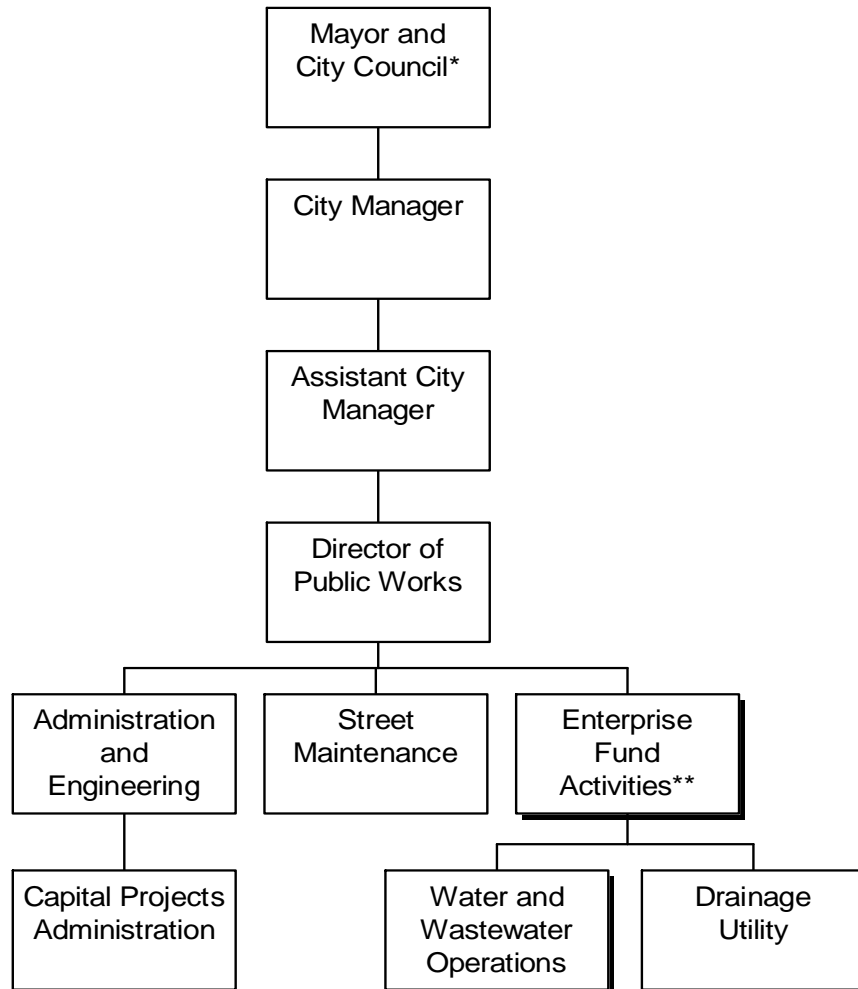 Mayor and
City Council*
City Manager
Assistant City
Manager
Director of
Public Works
Administration
and
Engineering
Street
Maintenance
Enterprise
Fund
Activities**
Capital Projects
Administration
Water and
Wastewater
Operations
Drainage
Utility